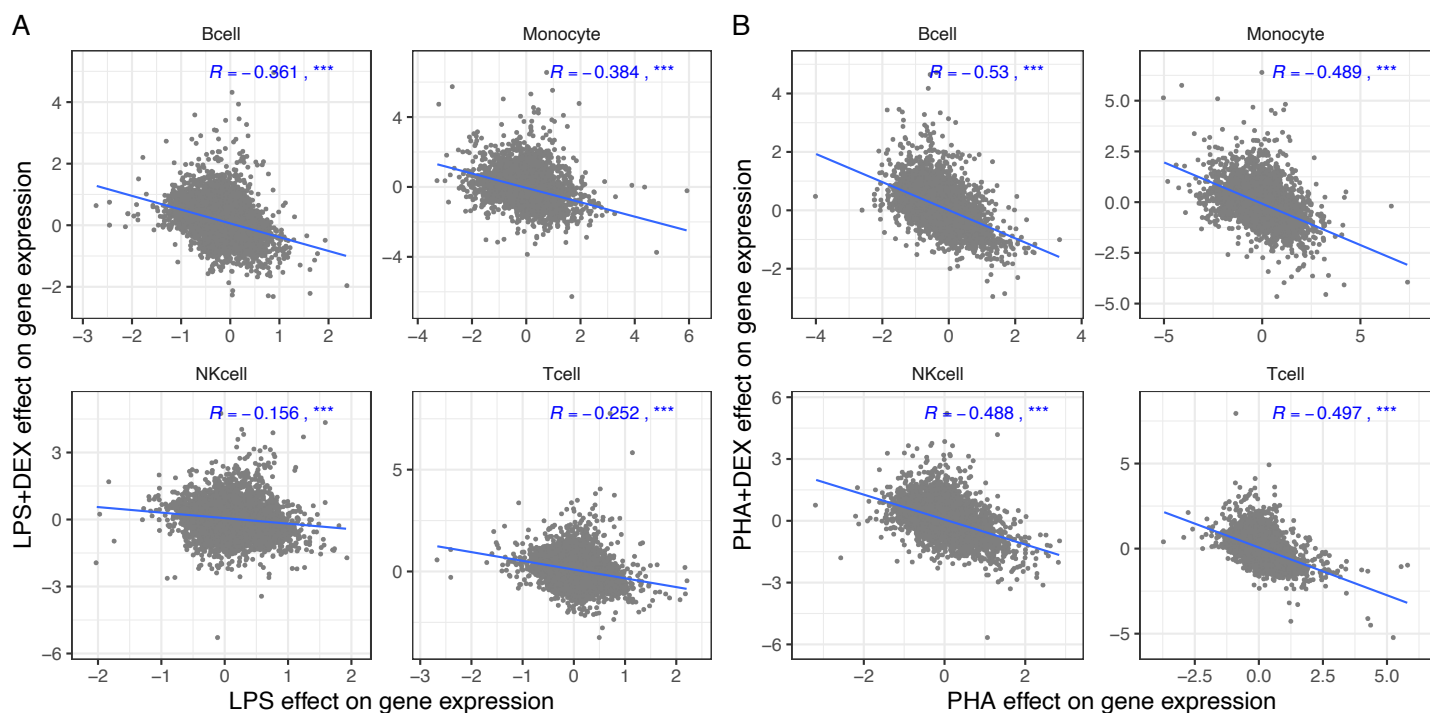 A
B
Bcell
Monocyte
Bcell
Monocyte
R = −0.361 , ***
R = −0.384 , ***
R = −0.53 , ***
R = −0.489 , ***
4
2
0
−2
4
0
−4
4
2
0
−2
5.0
2.5
0.0
−2.5
−5.0
−3 −2 −1 0 1 2
−4 −2 0 2 4 6
−4 −2 0 2 4
−5 0 5
NKcell
Tcell
NKcell
Tcell
R = −0.156 , ***
R = −0.252 , ***
R = −0.488 , ***
R = −0.497 , ***
3
0
−3
−6
5
0
6
3
0
−3
−6
5
0
−5
−2 −1 0 1 2
−3 −2 −1 0 1 2
−2 0 2
−2.5 0.0 2.5 5.0
LPS+DEX effect on gene expression
LPS effect on gene expression
PHA+DEX effect on gene expression
PHA effect on gene expression